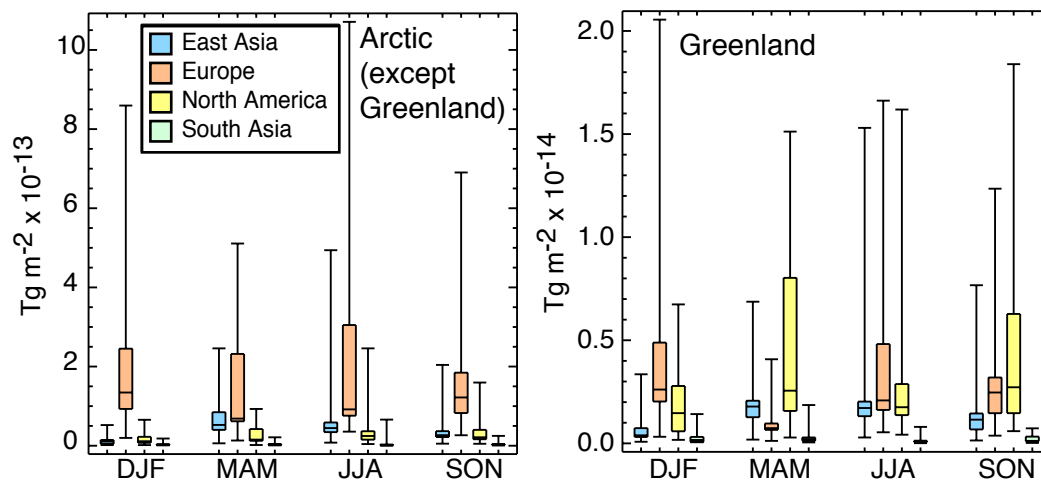 10
8
6
4
2
0
Tg m-2 x 10-13
East Asia
Europe
North America
South Asia
Arctic
(except
Greenland)
DJF MAM JJA SON
2.0
1.5
1.0
0.5
0.0
Tg m-2 x 10-14
Greenland
DJF MAM JJA SON